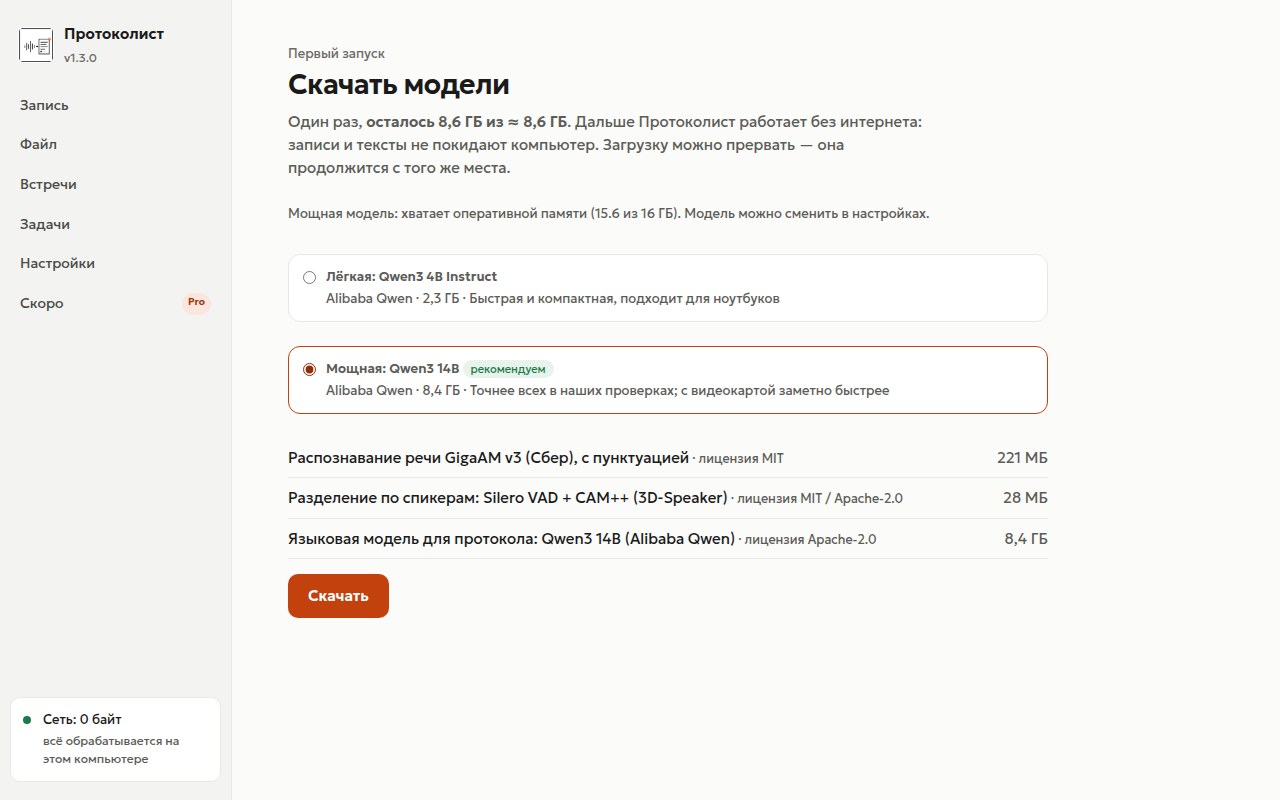 Протоколист
v1.3.0
Запись
Файл
Встречи
Задачи
Настройки
Скоро Pro
Сеть: 0 байт
всё обрабатывается на
этом компьютере
Первый запуск
Скачать модели
Один раз, осталось 8,6 ГБ из ≈ 8,6 ГБ. Дальше Протоколист работает без интернета:
записи и тексты не покидают компьютер. Загрузку можно прервать — она
продолжится с того же места.
Мощная модель: хватает оперативной памяти (15.6 из 16 ГБ). Модель можно сменить в настройках.
Лёгкая: Qwen3 4B Instruct
Alibaba Qwen · 2,3 ГБ · Быстрая и компактная, подходит для ноутбуков
Мощная: Qwen3 14B рекомендуем
Alibaba Qwen · 8,4 ГБ · Точнее всех в наших проверках; с видеокартой заметно быстрее
Распознавание речи GigaAM v3 (Сбер), с пунктуацией · лицензия MIT 221 МБ
Разделение по спикерам: Silero VAD + CAM++ (3D-Speaker) · лицензия MIT / Apache-2.0 28 МБ
Языковая модель для протокола: Qwen3 14B (Alibaba Qwen) · лицензия Apache-2.0 8,4 ГБ
Скачать